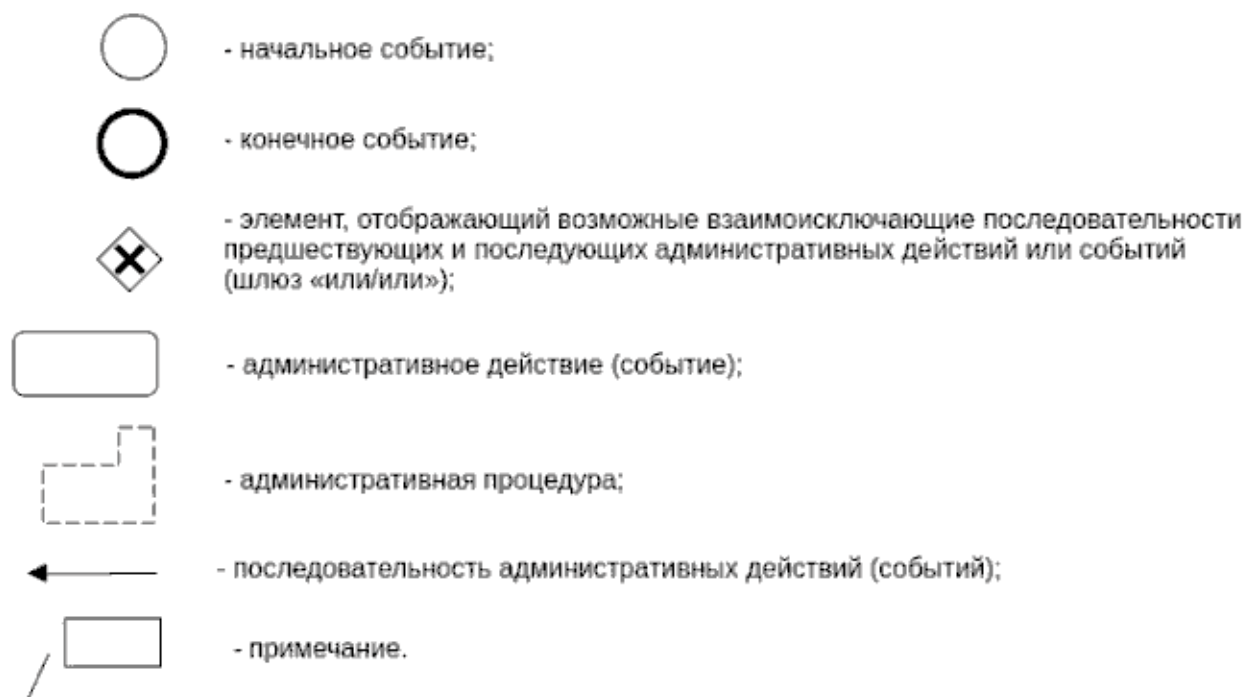 - начальное событие;
- конечное событие;
- элемент, отображающий возможные взаимоисключающие последовательности
предшествующих и последующих административных действий или событий
(шлюз «или/или»);
- административное действие (событие);
- административная процедура;
- последовательность административных действий (событий);
- примечание.